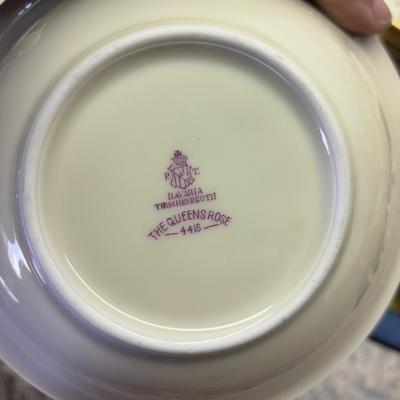 P. T.
BAVARIA
TIRSCHENREUTH
THE QUEENS ROSE
4416